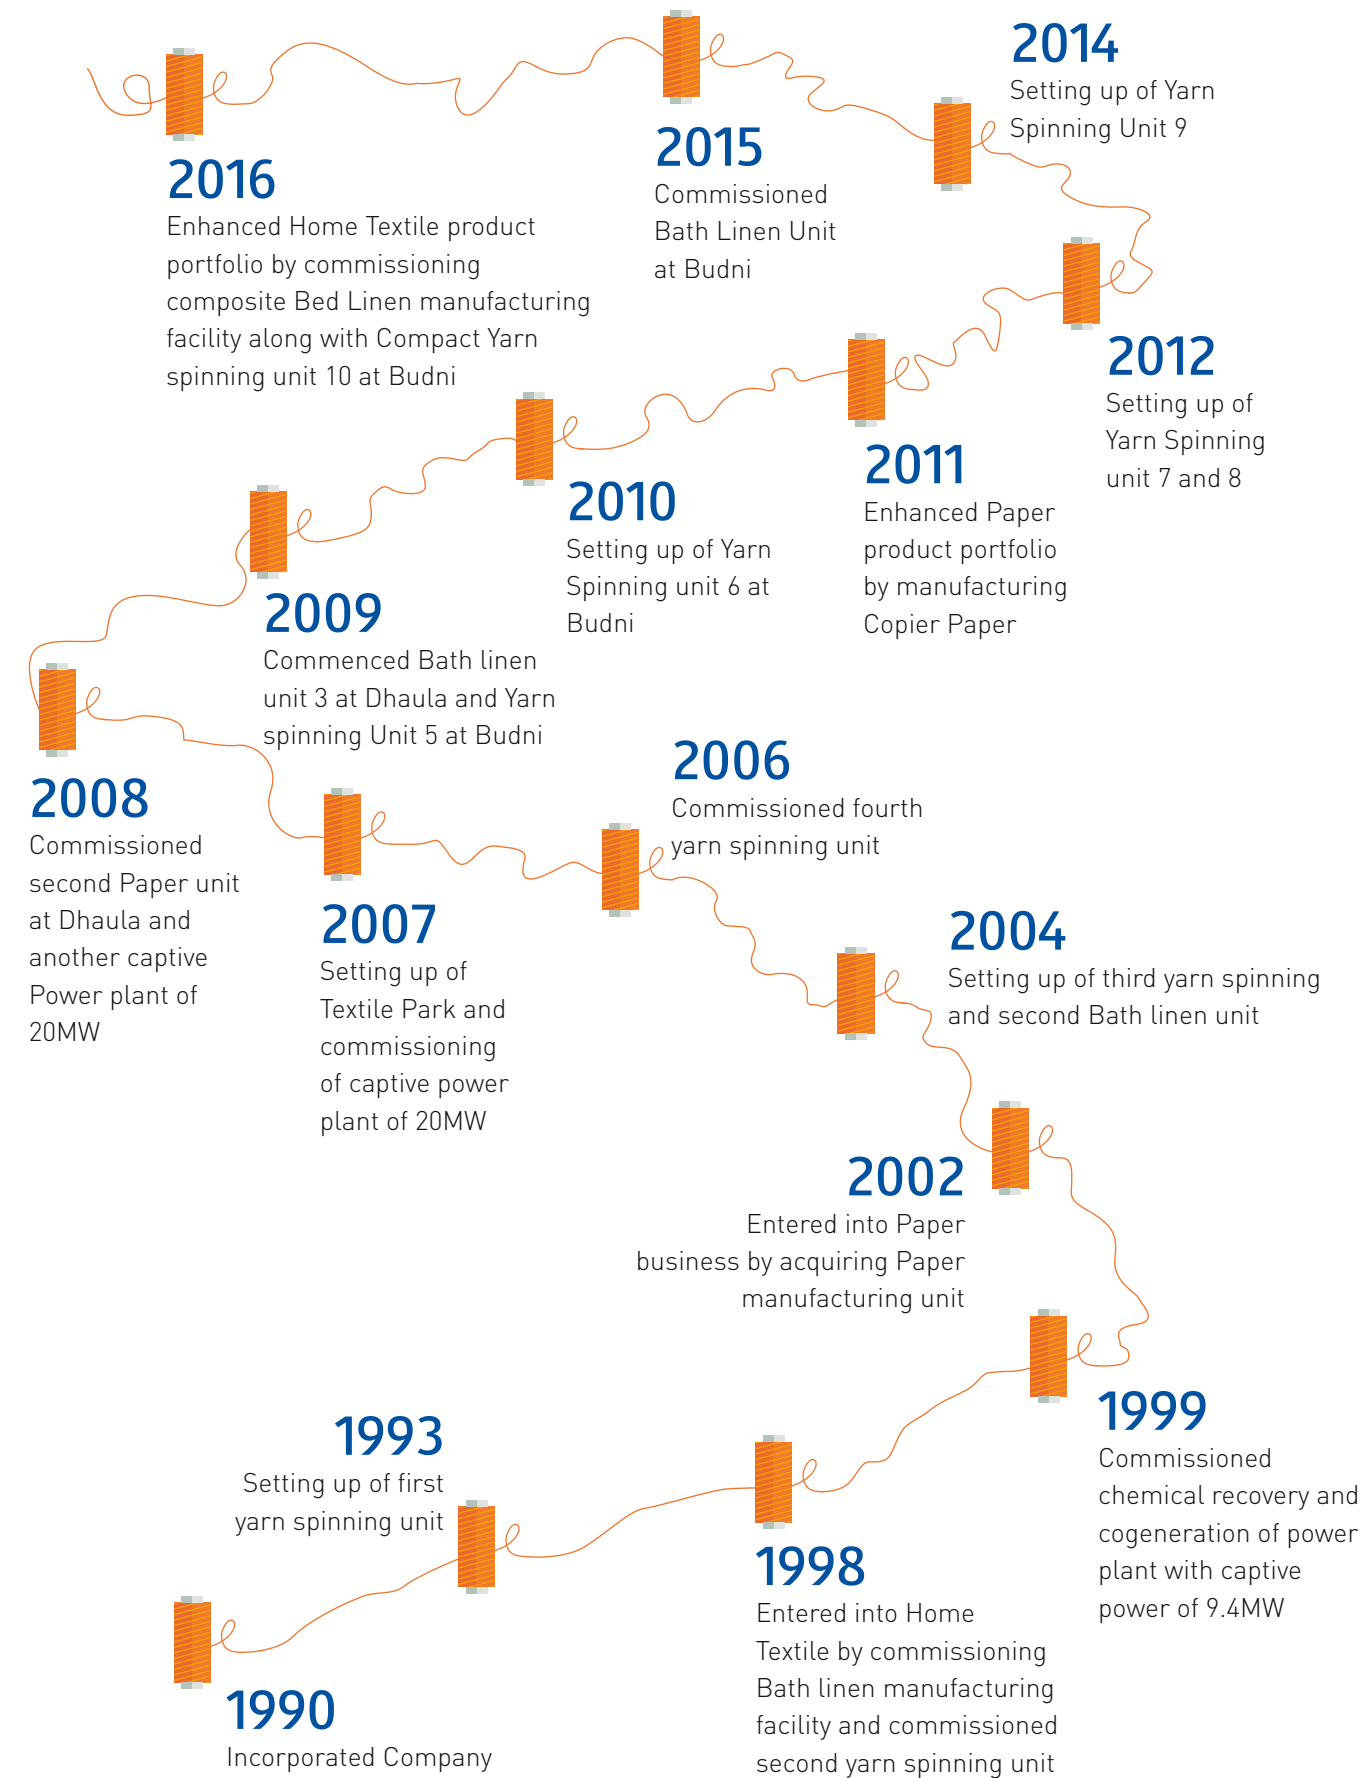 2014
Setting up of Yarn
Spinning Unit 9
2015
Commissioned
Bath Linen Unit
at Budni
2016
Enhanced Home Textile product
portfolio by commissioning
composite Bed Linen manufacturing
facility along with Compact Yarn
spinning unit 10 at Budni
2012
Setting up of
Yarn Spinning
unit 7 and 8
2011
Enhanced Paper
product portfolio
by manufacturing
Copier Paper
2010
Setting up of Yarn
Spinning unit 6 at
Budni
2009
Commenced Bath linen
unit 3 at Dhaula and Yarn
spinning Unit 5 at Budni
2008
Commissioned
second Paper unit
at Dhaula and
another captive
Power plant of
20MW
2007
Setting up of
Textile Park and
commissioning
of captive power
plant of 20MW
2006
Commissioned fourth
yarn spinning unit
2004
Setting up of third yarn spinning
and second Bath linen unit
2002
Entered into Paper
business by acquiring Paper
manufacturing unit
1999
Commissioned
chemical recovery and
cogeneration of power
plant with captive
power of 9.4MW
1998
Entered into Home
Textile by commissioning
Bath linen manufacturing
facility and commissioned
second yarn spinning unit
1993
Setting up of first
yarn spinning unit
1990
Incorporated Company